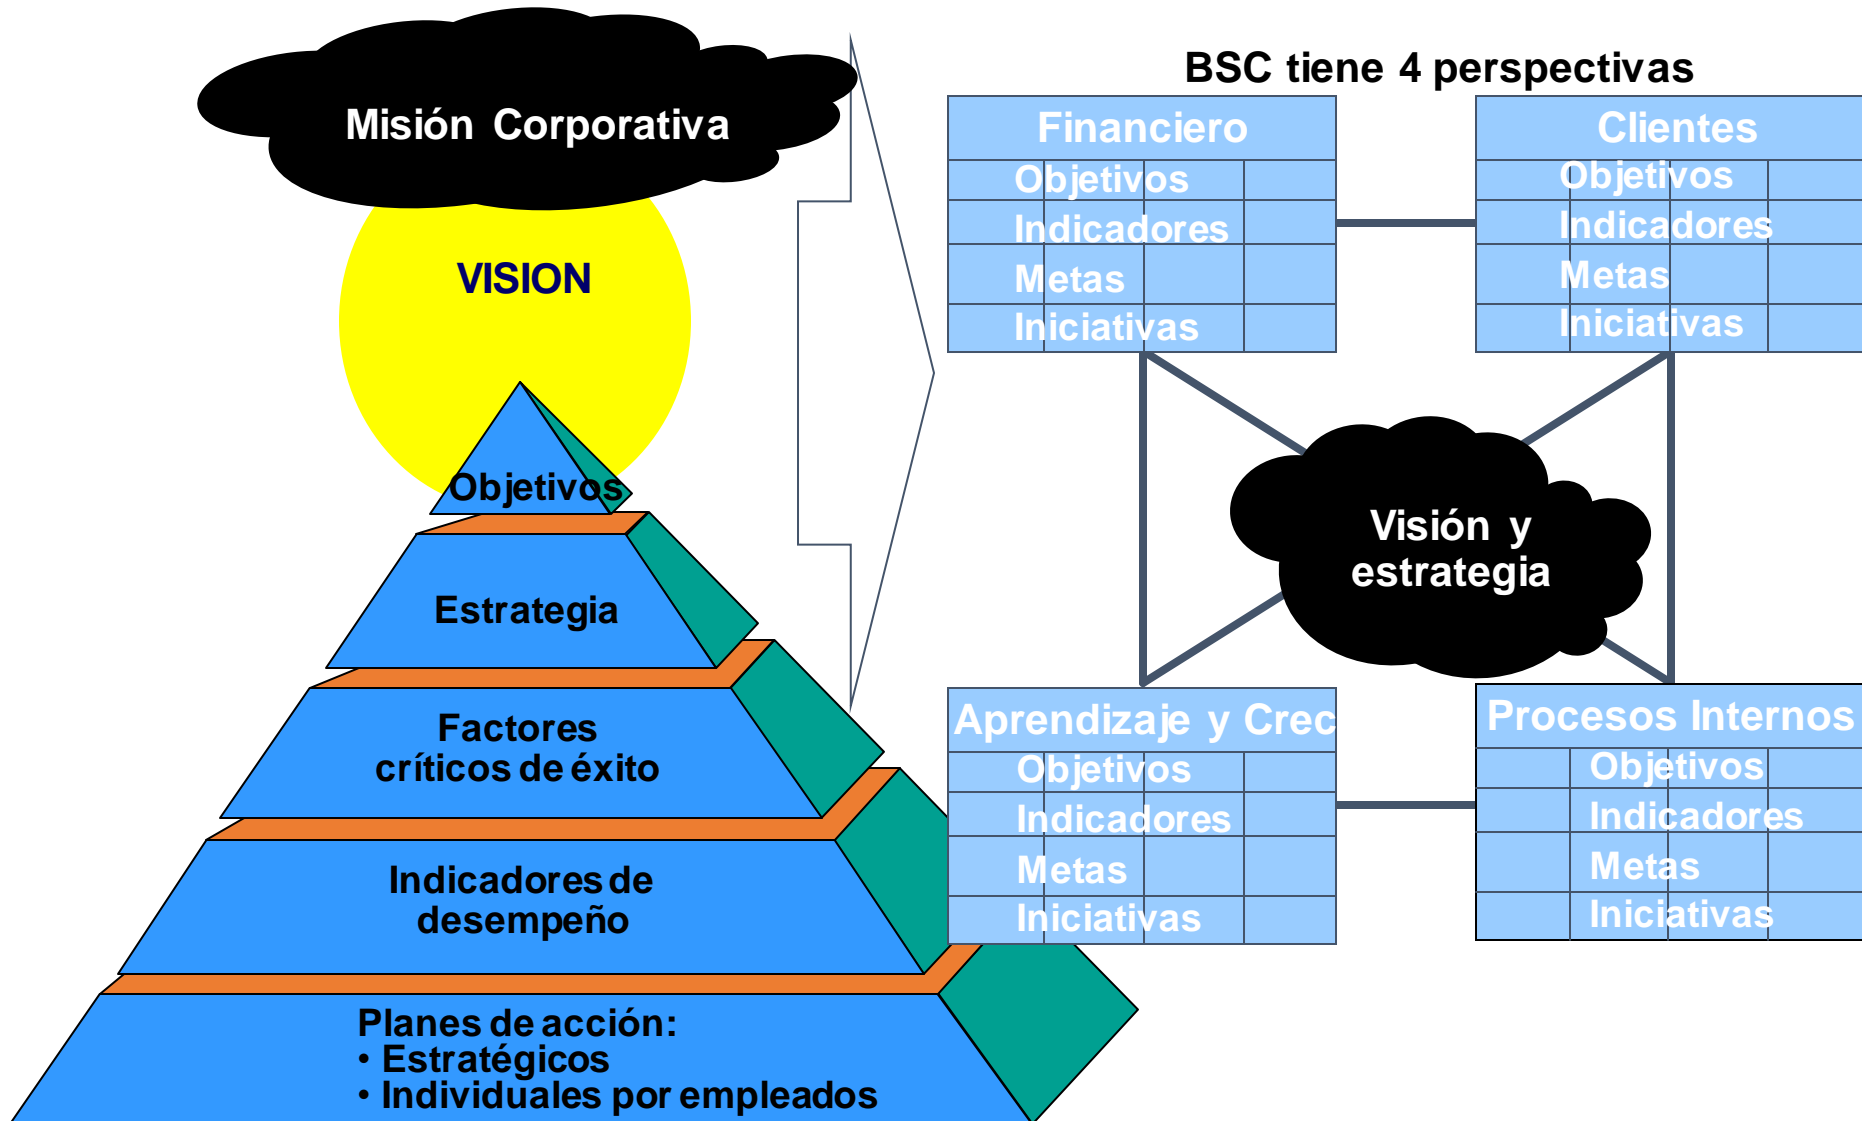 Misión Corporativa
VISION
Objetivos
Estrategia
Factores
críticos de éxito
Indicadores de
desempeño
Planes de acción:
• Estratégicos
• Individuales por empleados
BSC tiene 4 perspectivas
Financiero
Objetivos
Indicadores
Metas
Iniciativas
Clientes
Objetivos
Indicadores
Metas
Iniciativas
Visión y
estrategia
Aprendizaje y Crec
Objetivos
Indicadores
Metas
Iniciativas
Procesos Internos
Objetivos
Indicadores
Metas
Iniciativas